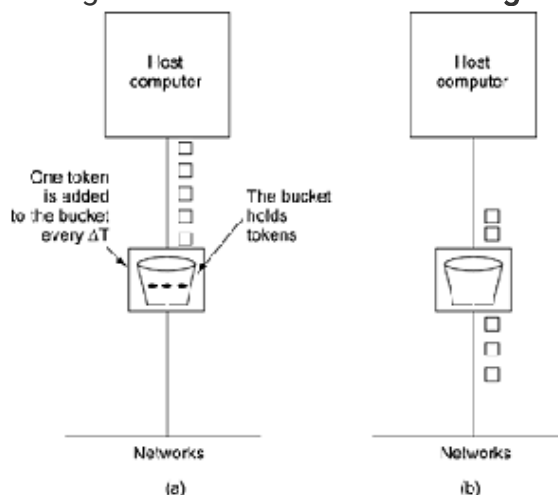 Host
computer
One token
is added
to the bucket
every ΔT
The bucket
holds
tokens
Networks
(a)
Host
computer
Networks
(b)